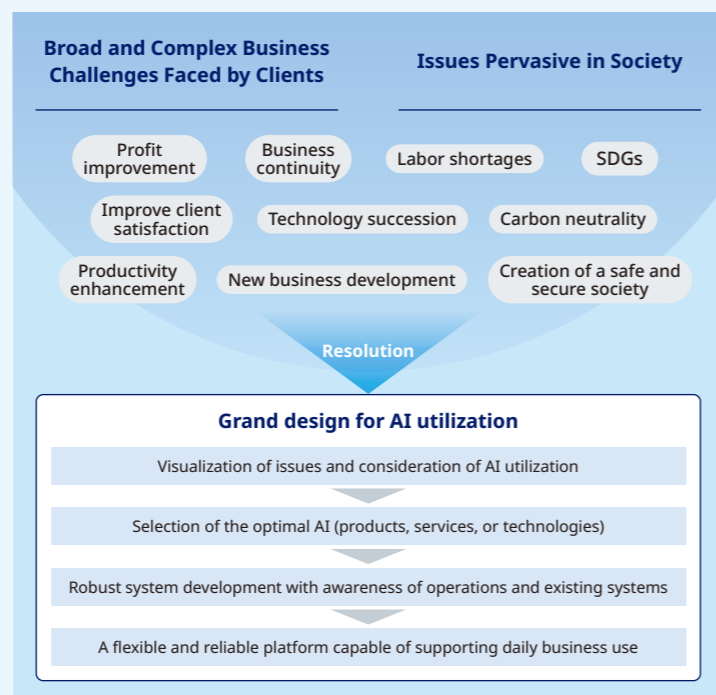 Broad and Complex Business
Challenges Faced by Clients
Issues Pervasive in Society
Profit
improvement
Business
continuity
Labor shortages
SDGs
Improve client
satisfaction
Technology succession
Carbon neutrality
Productivity
enhancement
New business development
Creation of a safe and
secure society
Resolution
Grand design for AI utilization
Visualization of issues and consideration of AI utilization
Selection of the optimal AI (products, services, or technologies)
Robust system development with awareness of operations and existing systems
A flexible and reliable platform capable of supporting daily business use